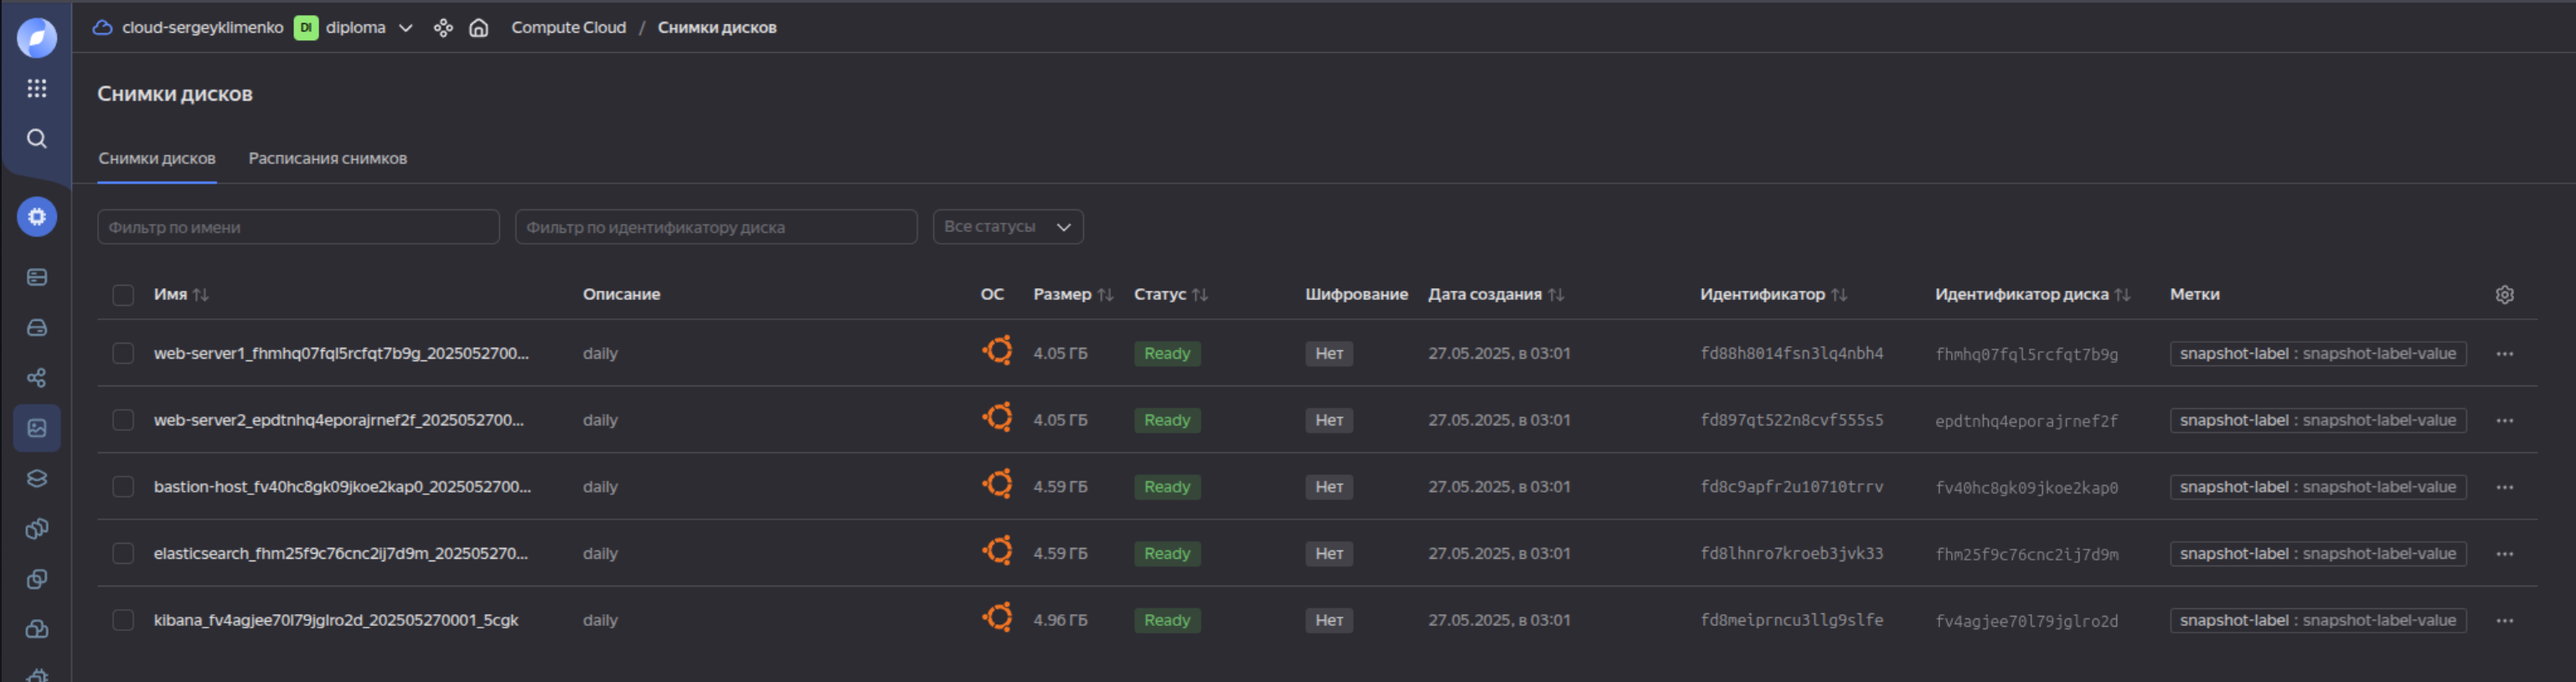 cloud-sergeyklimenko DI diploma Compute Cloud / Снимки дисков
Снимки дисков
Снимки дисков Расписания снимков
Фильтр по имени Фильтр по идентификатору диска Все статусы
Имя Описание ОС Размер Статус Шифрование Дата создания Идентификатор Идентификатор диска Метки
web-server1_fhmhq07fql5rcfqt7b9g_2025052700... daily 4.05 ГБ Ready Нет 27.05.2025, в 03:01 fd88h8014fsn3lq4nbh4 fhmhq07fql5rcfqt7b9g snapshot-label : snapshot-label-value
web-server2_epdtnhq4eporajrnef2f_2025052700... daily 4.05 ГБ Ready Нет 27.05.2025, в 03:01 fd897qt522n8cvf555s5 epdtnhq4eporajrnef2f snapshot-label : snapshot-label-value
bastion-host_fv40hc8gk09jkoe2kap0_2025052700... daily 4.59 ГБ Ready Нет 27.05.2025, в 03:01 fd8c9apfr2u10710trrv fv40hc8gk09jkoe2kap0 snapshot-label : snapshot-label-value
elasticsearch_fhm25f9c76cnc2ij7d9m_202505270... daily 4.59 ГБ Ready Нет 27.05.2025, в 03:01 fd8lhnro7kroeb3jvk33 fhm25f9c76cnc2ij7d9m snapshot-label : snapshot-label-value
kibana_fv4agjee70l79jglro2d_202505270001_5cgk daily 4.96 ГБ Ready Нет 27.05.2025, в 03:01 fd8meiprncu3llg9slfe fv4agjee70l79jglro2d snapshot-label : snapshot-label-value